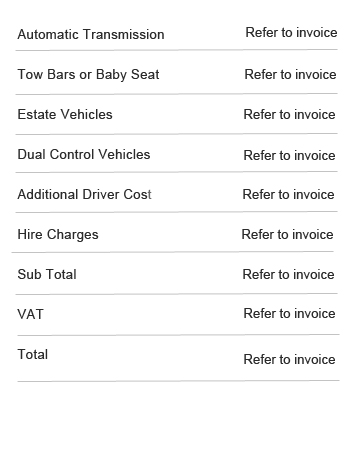 Automatic Transmission Refer to invoice
Tow Bars or Baby Seat Refer to invoice
Estate Vehicles Refer to invoice
Dual Control Vehicles Refer to invoice
Additional Driver Cost Refer to invoice
Hire Charges Refer to invoice
Sub Total Refer to invoice
VAT Refer to invoice
Total Refer to invoice